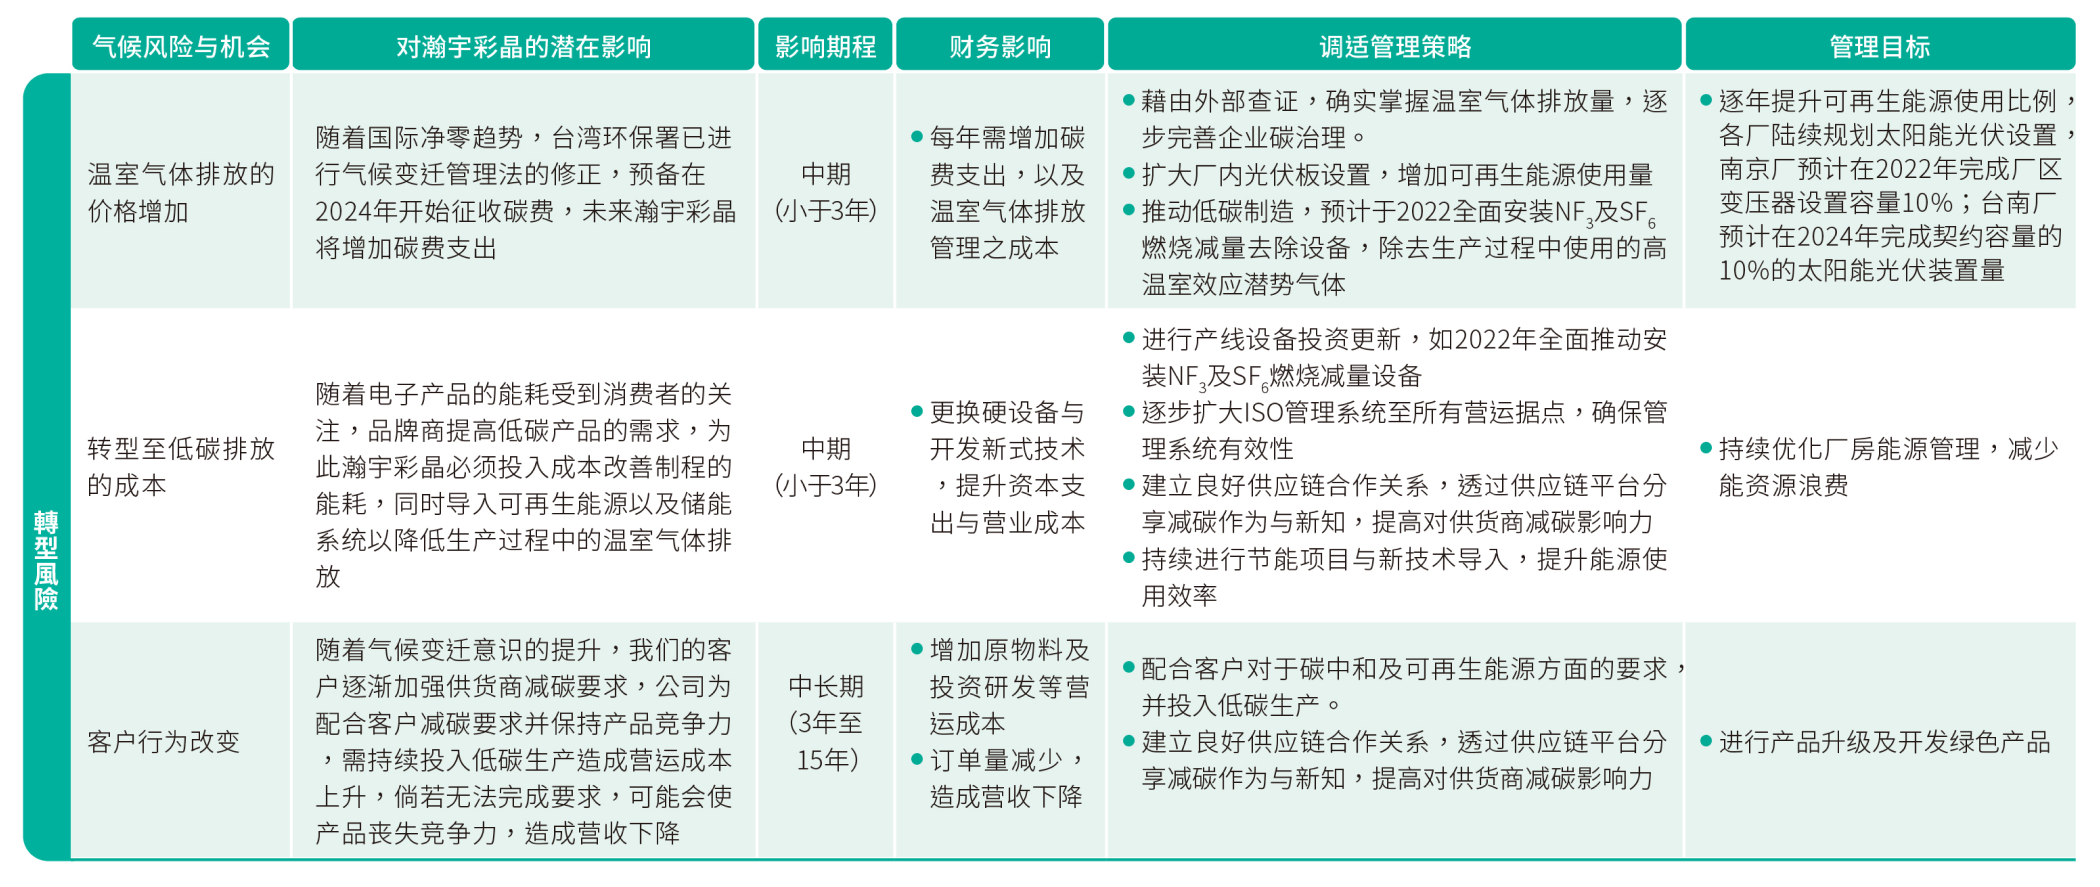 气候风险与机会
对瀚宇彩晶的潜在影响
影响期程
财务影响
调适管理策略
管理目标
轉型風險
温室气体排放的
价格增加
随着国际净零趋势，台湾环保署已进
行气候变迁管理法的修正，预备在
2024年开始征收碳费，未来瀚宇彩晶
将增加碳费支出
中期
（小于3年）
● 每年需增加碳
费支出，以及
温室气体排放
管理之成本
● 藉由外部查证，确实掌握温室气体排放量，逐
步完善企业碳治理。
● 扩大厂内光伏板设置，增加可再生能源使用量
● 推动低碳制造，预计于2022全面安装NF₃及SF₆
燃烧减量去除设备，除去生产过程中使用的高
温室效应潜势气体
● 逐年提升可再生能源使用比例，
各厂陆续规划太阳能光伏设置，
南京厂预计在2022年完成厂区
变压器设置容量10%；台南厂
预计在2024年完成契约容量的
10%的太阳能光伏装置量
转型至低碳排放
的成本
随着电子产品的能耗受到消费者的关
注，品牌商提高低碳产品的需求，为
此瀚宇彩晶必须投入成本改善制程的
能耗，同时导入可再生能源以及储能
系统以降低生产过程中的温室气体排
放
中期
（小于3年）
● 更换硬设备与
开发新式技术
，提升资本支
出与营业成本
● 进行产线设备投资更新，如2022年全面推动安
装NF₃及SF₆燃烧减量设备
● 逐步扩大ISO管理系统至所有营运据点，确保管
理系统有效性
● 建立良好供应链合作关系，透过供应链平台分
享减碳作为与新知，提高对供货商减碳影响力
● 持续进行节能项目与新技术导入，提升能源使
用效率
● 持续优化厂房能源管理，减少
能资源浪费
客户行为改变
随着气候变迁意识的提升，我们的客
户逐渐加强供货商减碳要求，公司为
配合客户减碳要求并保持产品竞争力
，需持续投入低碳生产造成营运成本
上升，倘若无法完成要求，可能会使
产品丧失竞争力，造成营收下降
中长期
（3年至
15年）
● 增加原物料及
投资研发等营
运成本
● 订单量减少，
造成营收下降
● 配合客户对于碳中和及可再生能源方面的要求，
并投入低碳生产。
● 建立良好供应链合作关系，透过供应链平台分
享减碳作为与新知，提高对供货商减碳影响力
● 进行产品升级及开发绿色产品